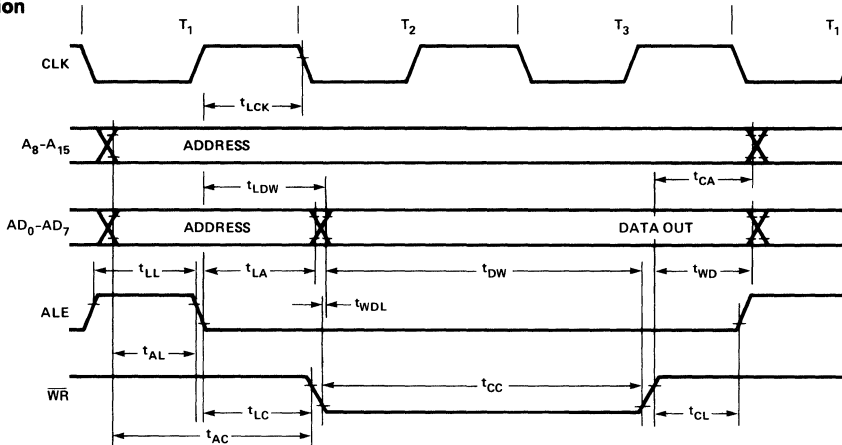 ion
T1 T2 T3 T1
CLK
tLCK
A8-A15 ADDRESS
tCA
tLDW
AD0-AD7 ADDRESS DATA OUT
tLL tLA tDW tWD
tWDL
ALE
tAL
tCC
WR
tLC tCL
tAC